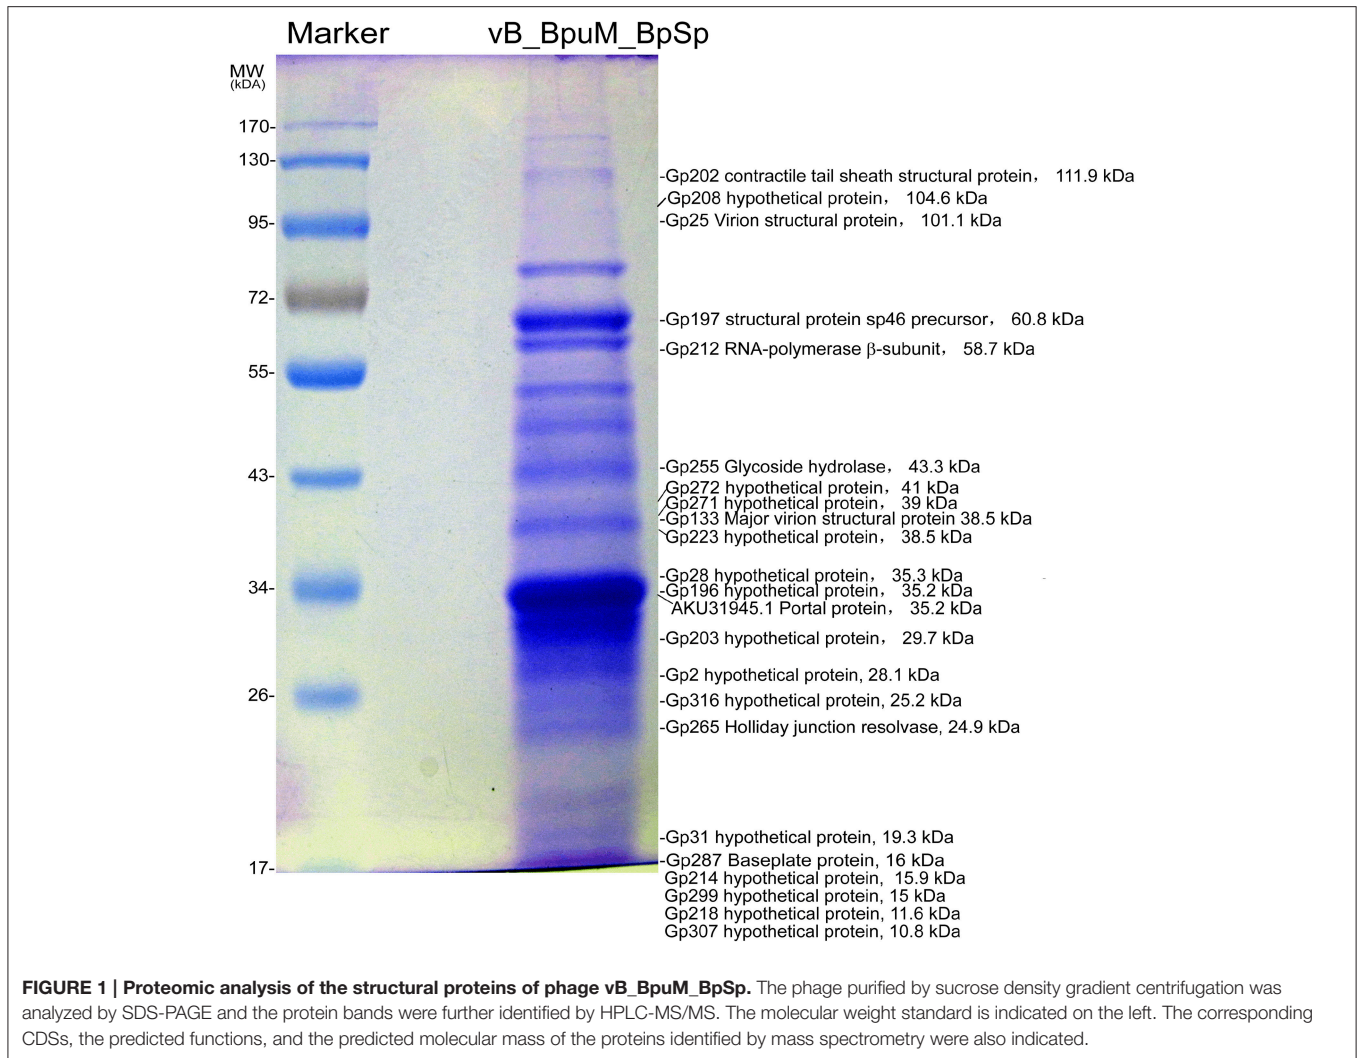 Marker vB_BpuM_BpSp
MW
(kDA)
170-
130-
95-
72-
55-
43-
34-
26-
17-
-Gp202 contractile tail sheath structural protein， 111.9 kDa
Gp208 hypothetical protein， 104.6 kDa
-Gp25 Virion structural protein， 101.1 kDa
-Gp197 structural protein sp46 precursor， 60.8 kDa
-Gp212 RNA-polymerase β-subunit， 58.7 kDa
-Gp255 Glycoside hydrolase， 43.3 kDa
Gp272 hypothetical protein， 41 kDa
Gp271 hypothetical protein， 39 kDa
-Gp133 Major virion structural protein 38.5 kDa
Gp223 hypothetical protein， 38.5 kDa
-Gp28 hypothetical protein， 35.3 kDa
-Gp196 hypothetical protein， 35.2 kDa
AKU31945.1 Portal protein， 35.2 kDa
-Gp203 hypothetical protein， 29.7 kDa
-Gp2 hypothetical protein, 28.1 kDa
-Gp316 hypothetical protein, 25.2 kDa
-Gp265 Holliday junction resolvase, 24.9 kDa
-Gp31 hypothetical protein, 19.3 kDa
-Gp287 Baseplate protein, 16 kDa
Gp214 hypothetical protein, 15.9 kDa
Gp299 hypothetical protein, 15 kDa
Gp218 hypothetical protein, 11.6 kDa
Gp307 hypothetical protein, 10.8 kDa
FIGURE 1 | Proteomic analysis of the structural proteins of phage vB_BpuM_BpSp. The phage purified by sucrose density gradient centrifugation was
analyzed by SDS-PAGE and the protein bands were further identified by HPLC-MS/MS. The molecular weight standard is indicated on the left. The corresponding
CDSs, the predicted functions, and the predicted molecular mass of the proteins identified by mass spectrometry were also indicated.